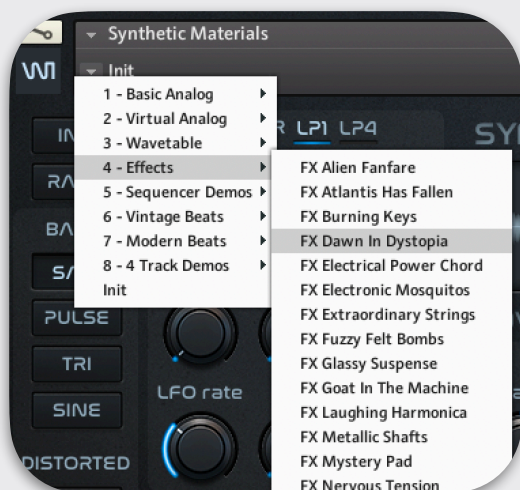 Synthetic Materials
Init
1 - Basic Analog
2 - Virtual Analog
3 - Wavetable
4 - Effects
5 - Sequencer Demos
6 - Vintage Beats
7 - Modern Beats
8 - 4 Track Demos
Init
FX Alien Fanfare
FX Atlantis Has Fallen
FX Burning Keys
FX Dawn In Dystopia
FX Electrical Power Chord
FX Electronic Mosquitos
FX Extraordinary Strings
FX Fuzzy Felt Bombs
FX Glassy Suspense
FX Goat In The Machine
FX Laughing Harmonica
FX Metallic Shafts
FX Mystery Pad
FX Nervous Tension
LP1 LP4
PULSE
TRI
SINE
DISTORTED
LFO rate